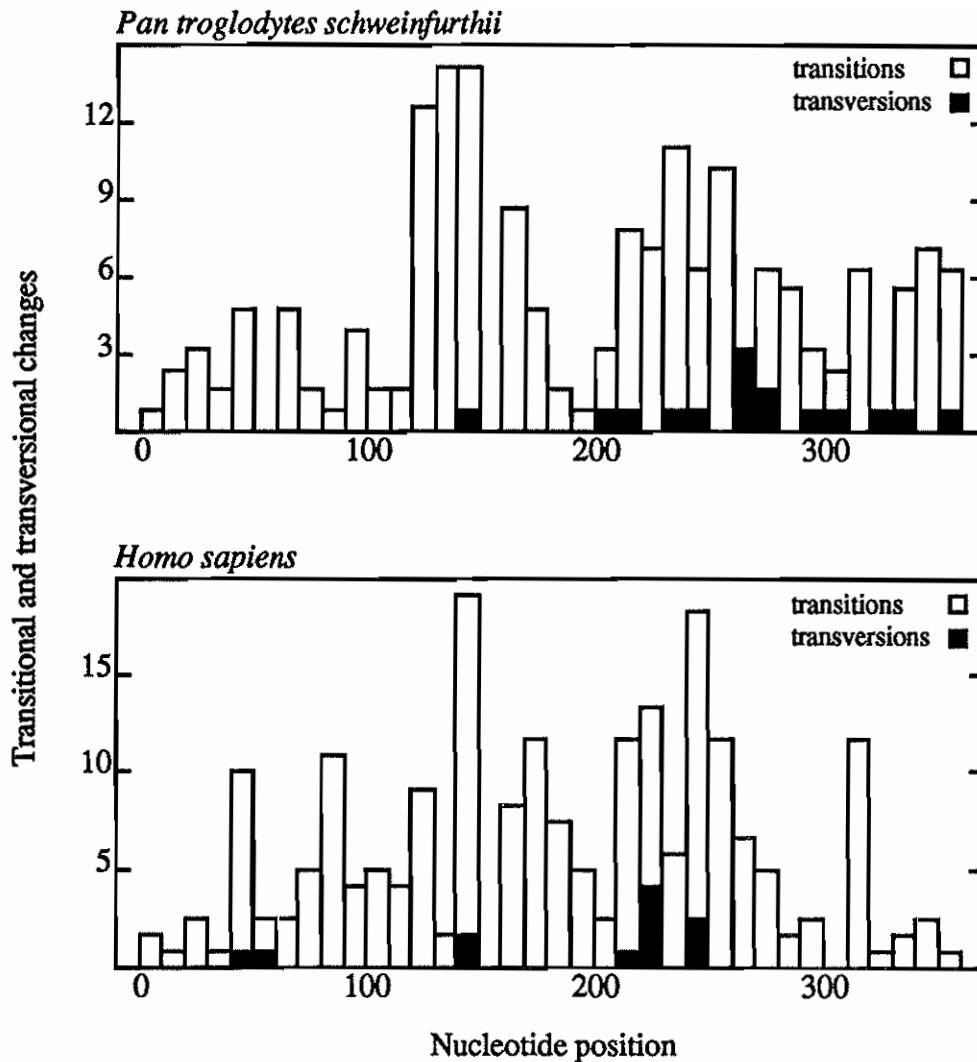 Pan troglodytes schweinfurthii
transitions
transversions
12
9
6
3
0 100 200 300
Transitional and transversional changes
Homo sapiens
transitions
transversions
15
10
5
0 100 200 300
Nucleotide position